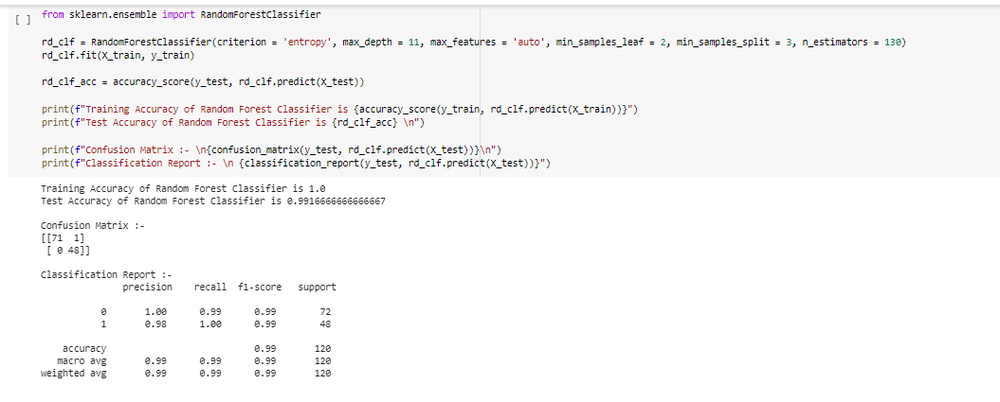 [ ] from sklearn.ensemble import RandomForestClassifier
rd_clf = RandomForestClassifier(criterion = 'entropy', max_depth = 11, max_features = 'auto', min_samples_leaf = 2, min_samples_split = 3, n_estimators = 130)
rd_clf.fit(X_train, y_train)
rd_clf_acc = accuracy_score(y_test, rd_clf.predict(X_test))
print(f"Training Accuracy of Random Forest Classifier is {accuracy_score(y_train, rd_clf.predict(X_train))}")
print(f"Test Accuracy of Random Forest Classifier is {rd_clf_acc} \n")
print(f"Confusion Matrix :- \n{confusion_matrix(y_test, rd_clf.predict(X_test))}\n")
print(f"Classification Report :- \n {classification_report(y_test, rd_clf.predict(X_test))}")
Training Accuracy of Random Forest Classifier is 1.0
Test Accuracy of Random Forest Classifier is 0.9916666666666667
Confusion Matrix :-
[[71  1]
 [ 0 48]]
Classification Report :-
precision    recall  f1-score   support
0       1.00      0.99      0.99        72
1       0.98      1.00      0.99        48
accuracy                           0.99       120
macro avg       0.99      0.99      0.99       120
weighted avg       0.99      0.99      0.99       120